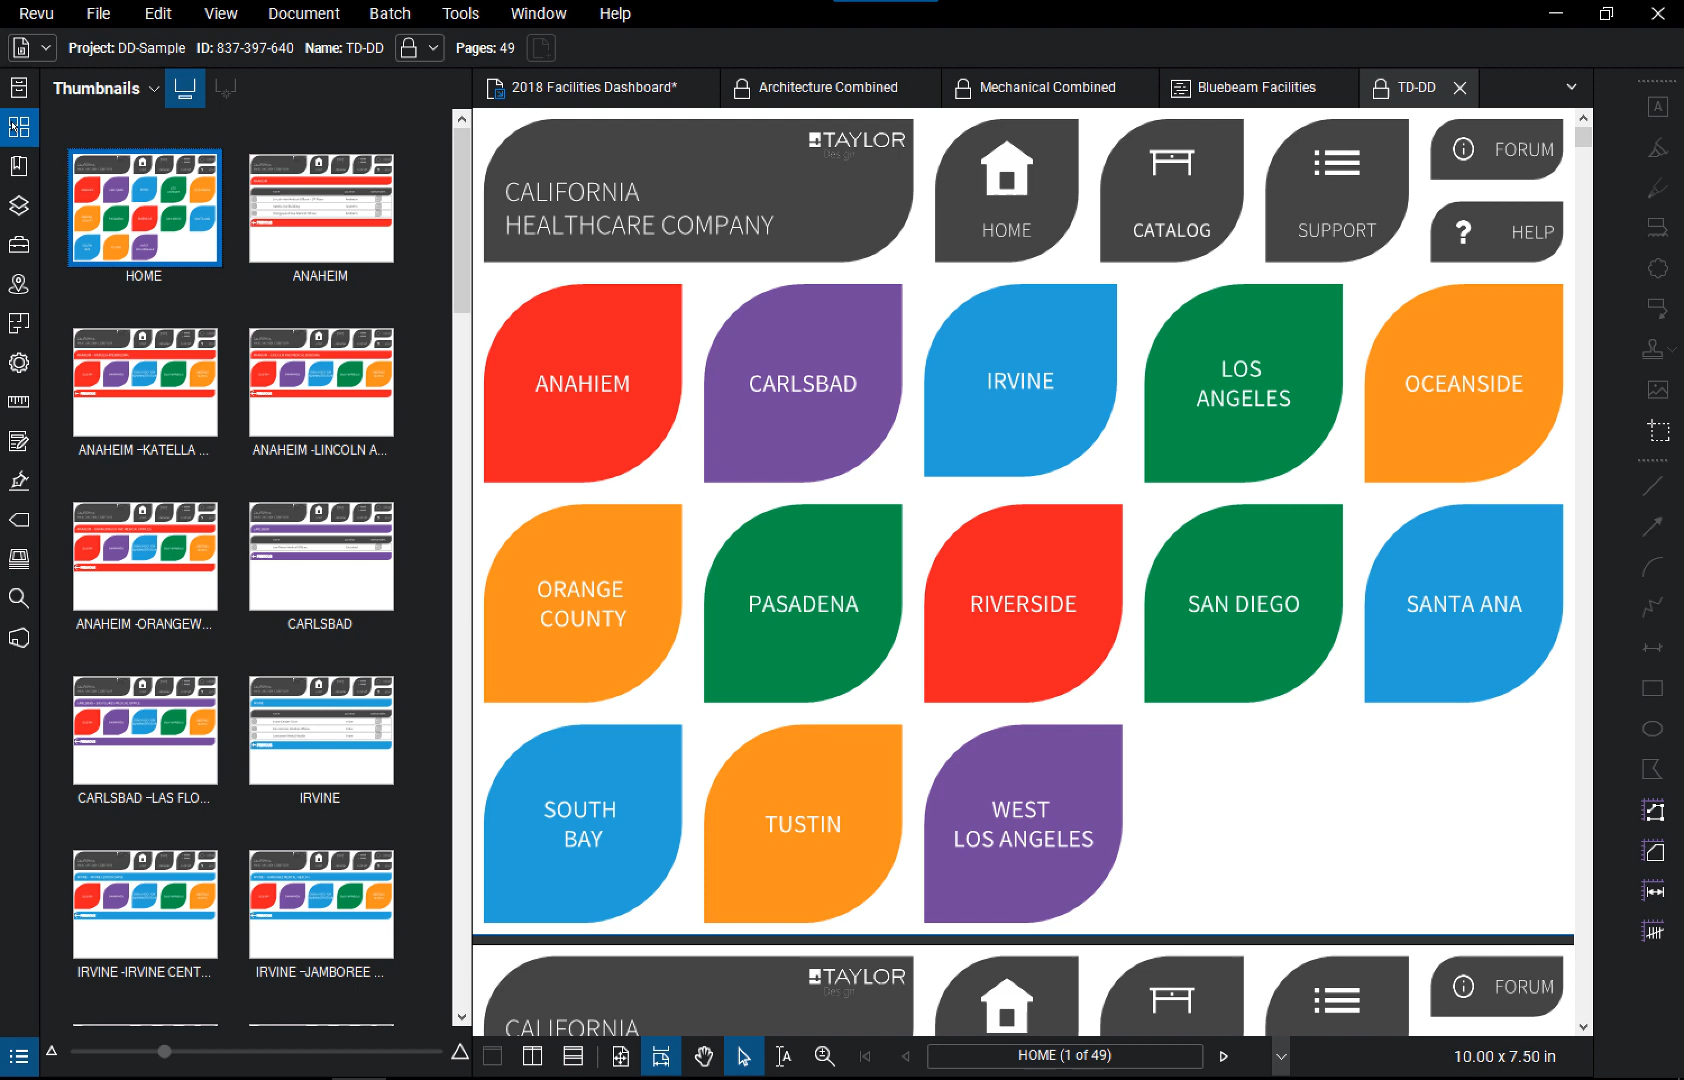 Revu File Edit View Document Batch Tools Window Help
Project: DD-Sample ID: 837-397-640 Name: TD-DD Pages: 49
Thumbnails
2018 Facilities Dashboard* Architecture Combined Mechanical Combined Bluebeam Facilities TD-DD
HOME ANAHEIM
ANAHEIM –KATELLA ... ANAHEIM -LINCOLN A...
ANAHEIM -ORANGEW... CARLSBAD
CARLSBAD –LAS FLO... IRVINE
IRVINE -IRVINE CENT... IRVINE –JAMBOREE ...
TAYLOR
Design
CALIFORNIA
HEALTHCARE COMPANY
HOME CATALOG SUPPORT
FORUM
HELP
ANAHIEM CARLSBAD IRVINE LOS
ANGELES OCEANSIDE
ORANGE
COUNTY PASADENA RIVERSIDE SAN DIEGO SANTA ANA
SOUTH
BAY TUSTIN WEST
LOS ANGELES
TAYLOR
Design
CALIFORNIA
FORUM
HOME (1 of 49)
10.00 x 7.50 in